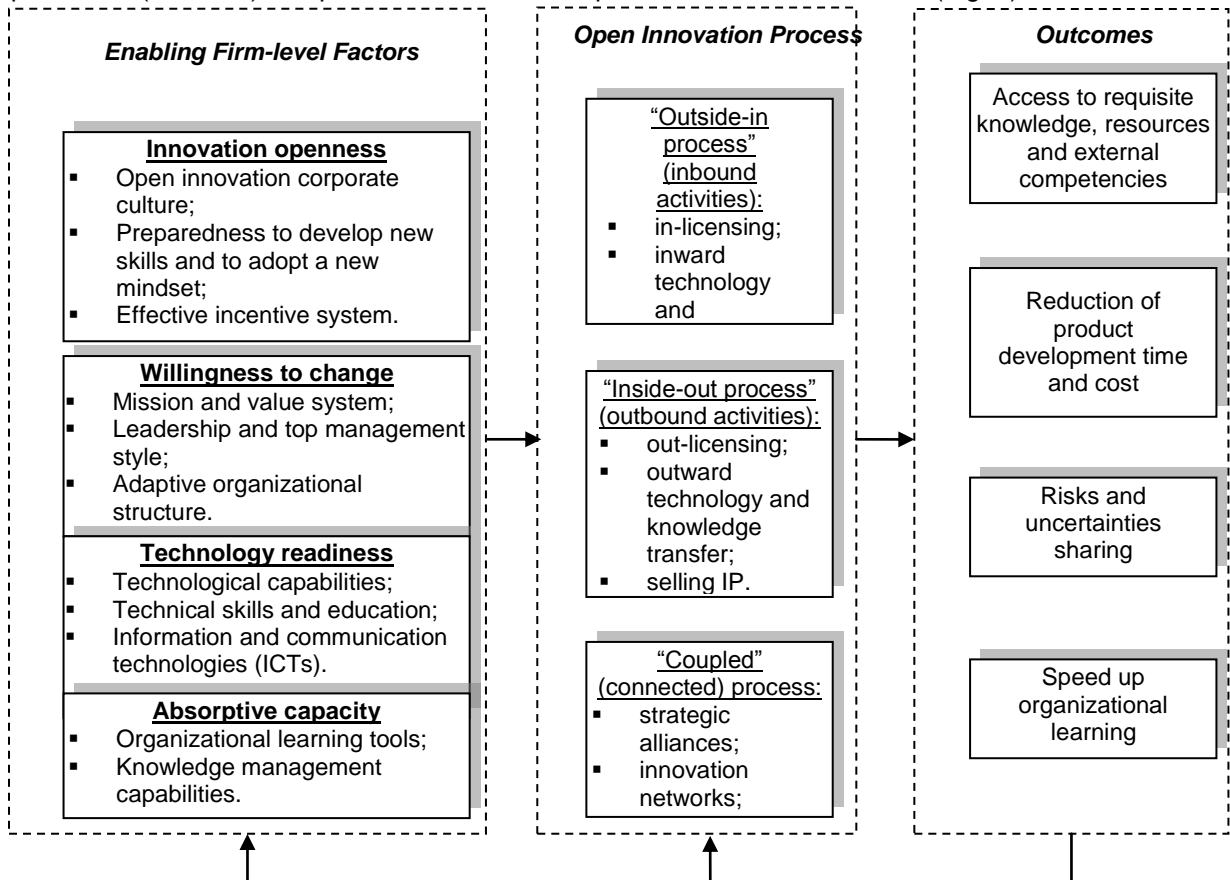 Enabling Firm-level Factors
Innovation openness
▪ Open innovation corporate
culture;
▪ Preparedness to develop new
skills and to adopt a new
mindset;
▪ Effective incentive system.
Willingness to change
▪ Mission and value system;
▪ Leadership and top management
style;
▪ Adaptive organizational
structure.
Technology readiness
▪ Technological capabilities;
▪ Technical skills and education;
▪ Information and communication
technologies (ICTs).
Absorptive capacity
▪ Organizational learning tools;
▪ Knowledge management
capabilities.
Open Innovation Process
“Outside-in
process”
(inbound
activities):
▪ in-licensing;
▪ inward
technology
and
“Inside-out process”
(outbound activities):
▪ out-licensing;
▪ outward
technology and
knowledge
transfer;
▪ selling IP.
“Coupled”
(connected) process:
▪ strategic
alliances;
▪ innovation
networks;
Outcomes
Access to requisite
knowledge, resources
and external
competencies
Reduction of
product
development time
and cost
Risks and
uncertainties
sharing
Speed up
organizational
learning